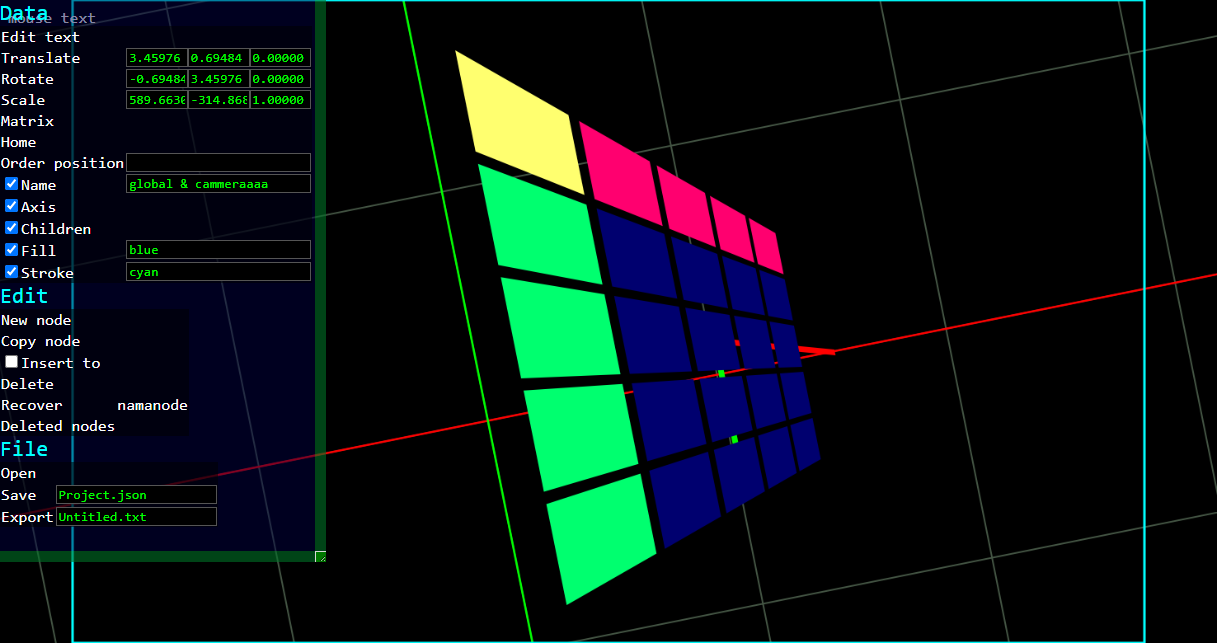 Data
mouse text
Edit text
Translate 3.45976 0.69484 0.00000
Rotate -0.69484 3.45976 0.00000
Scale 589.6630 -314.868 1.00000
Matrix
Home
Order position
Name global & cammeraaaa
Axis
Children
Fill blue
Stroke cyan
Edit
New node
Copy node
Insert to
Delete
Recover namanode
Deleted nodes
File
Open
Save Project.json
Export Untitled.txt